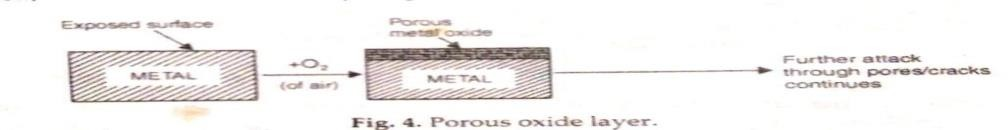 Exposed surface
METAL
+O₂
(of air)
Porous
metal oxide
METAL
Further attack
through pores/cracks
continues
Fig. 4. Porous oxide layer.